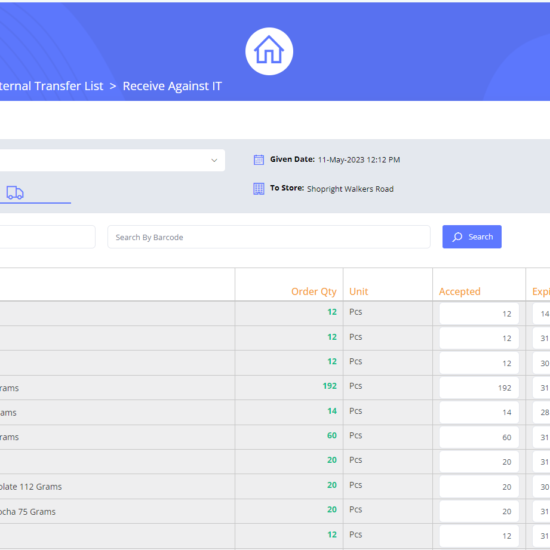 ternal Transfer List > Receive Against IT
Given Date: 11-May-2023 12:12 PM
To Store: Shopright Walkers Road
Search By Barcode
Search
Order Qty Unit Accepted Expi
12 Pcs 12 14
12 Pcs 12 31
12 Pcs 12 30
rams 192 Pcs 192 31
ams 14 Pcs 14 28
rams 60 Pcs 60 31
20 Pcs 20 31
olate 112 Grams 20 Pcs 20 30
ocha 75 Grams 20 Pcs 20 31
12 Pcs 12 31